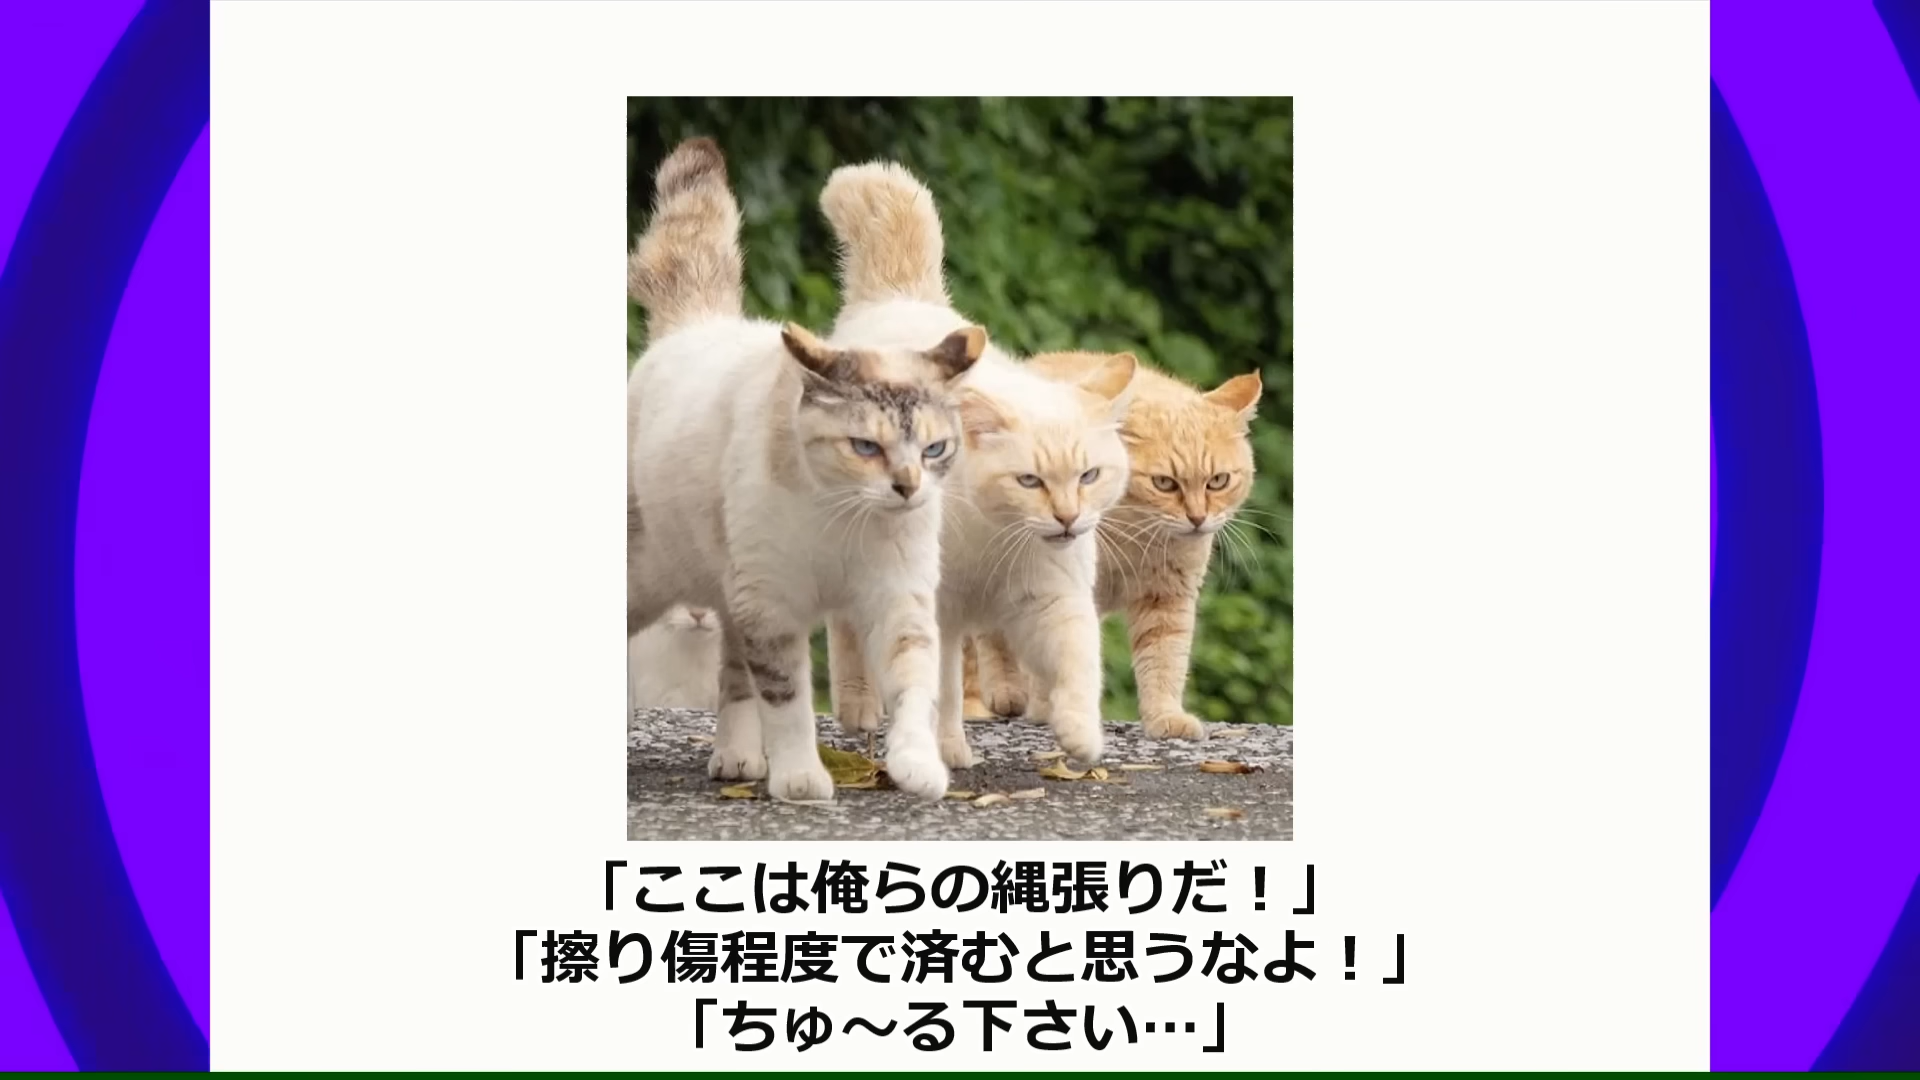 「ここは俺らの縄張りだ！」
「擦り傷程度で済むと思うなよ！」
「ちゅ～る下さい…」